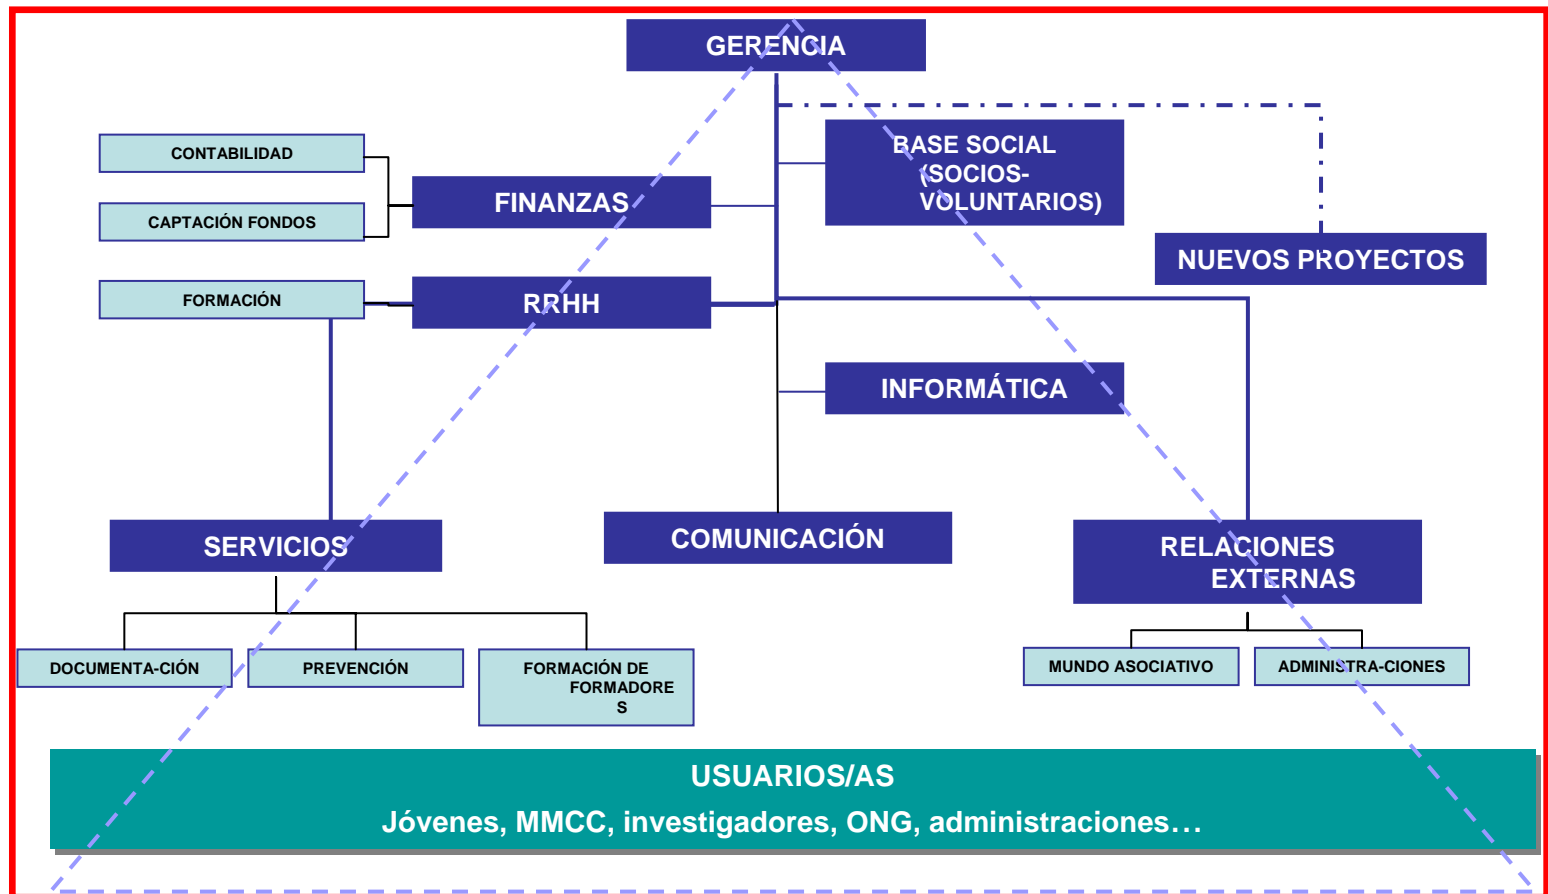 GERENCIA
BASE SOCIAL
(SOCIOS-
VOLUNTARIOS)
CONTABILIDAD
FINANZAS
CAPTACIÓN FONDOS
NUEVOS PROYECTOS
FORMACIÓN
RRHH
INFORMÁTICA
SERVICIOS
COMUNICACIÓN
RELACIONES
EXTERNAS
DOCUMENTA-CIÓN
PREVENCIÓN
FORMACIÓN DE
FORMADORE
S
MUNDO ASOCIATIVO
ADMINISTRA-CIONES
USUARIOS/AS
Jóvenes, MMCC, investigadores, ONG, administraciones…